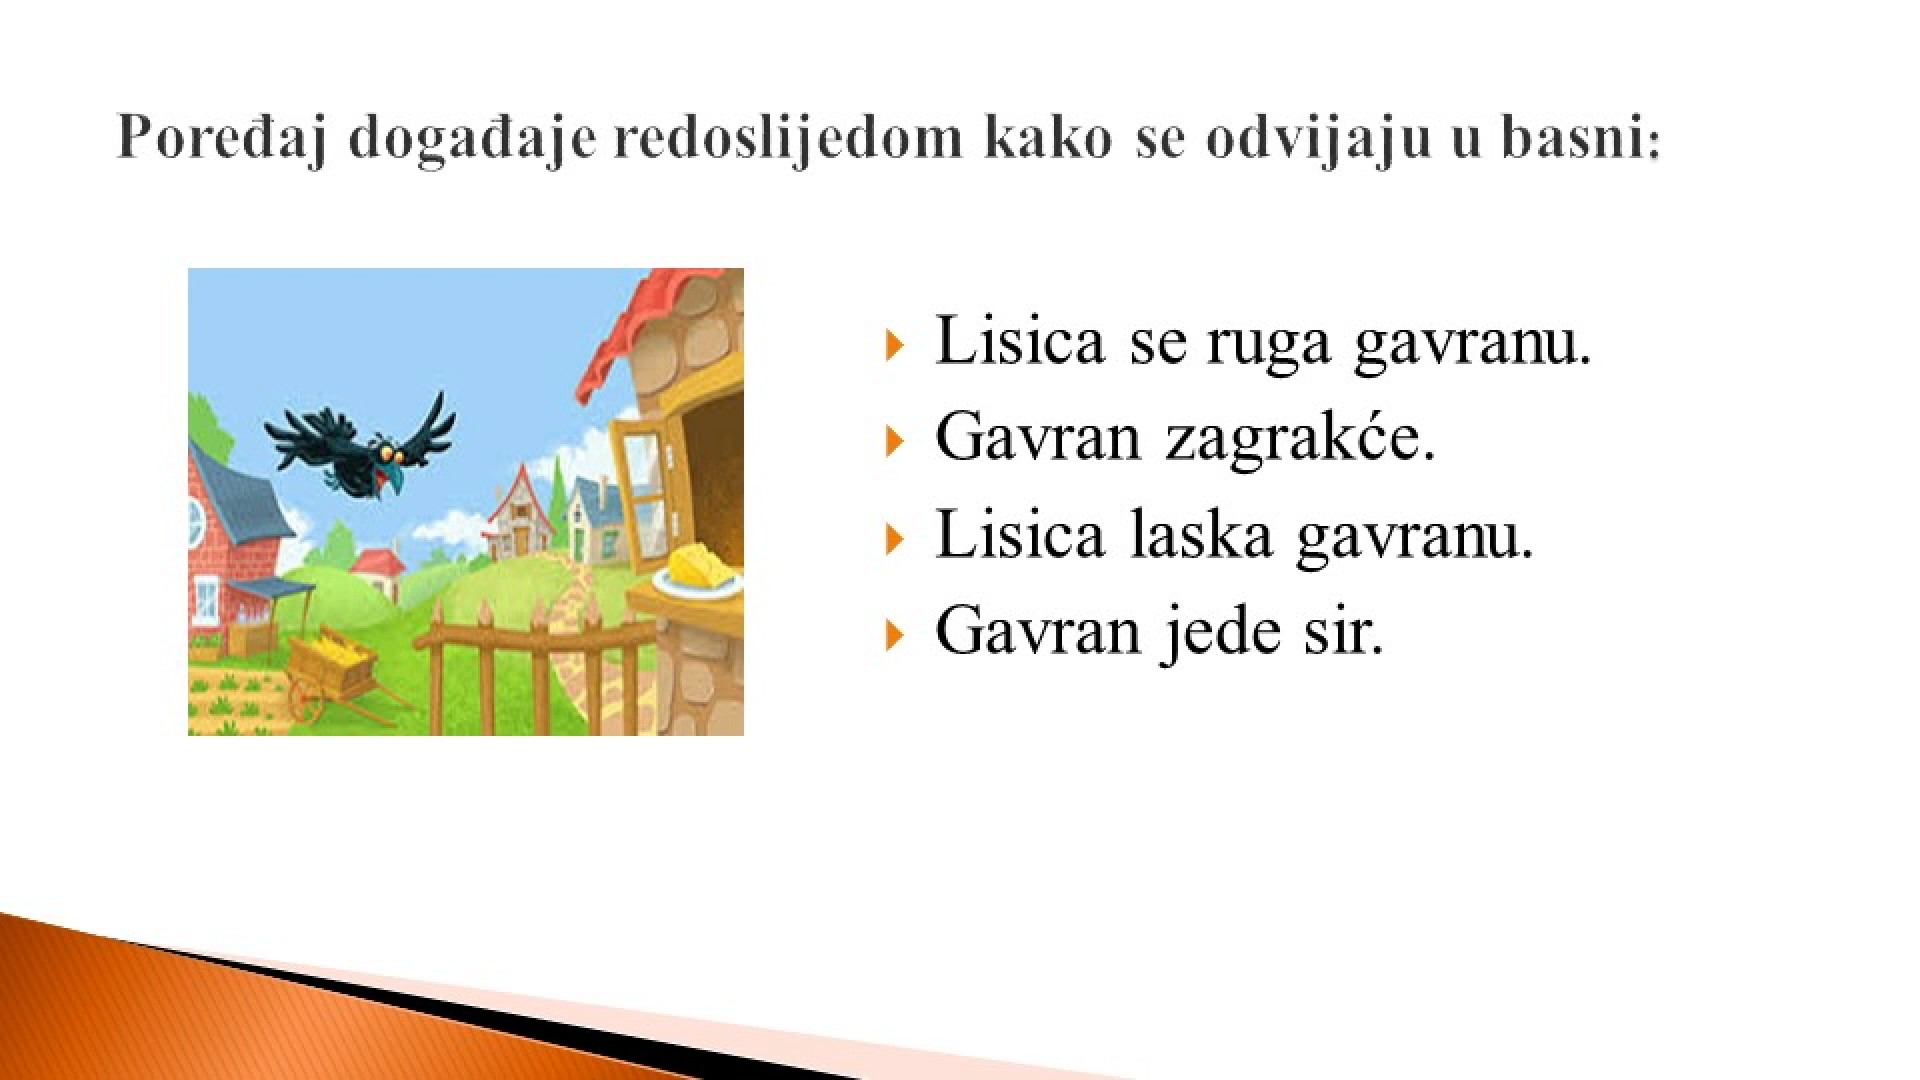 Poređaj događaje redoslijedom kako se odvijaju u basni:
Lisica se ruga gavranu.
Gavran zagrakće.
Lisica laska gavranu.
Gavran jede sir.